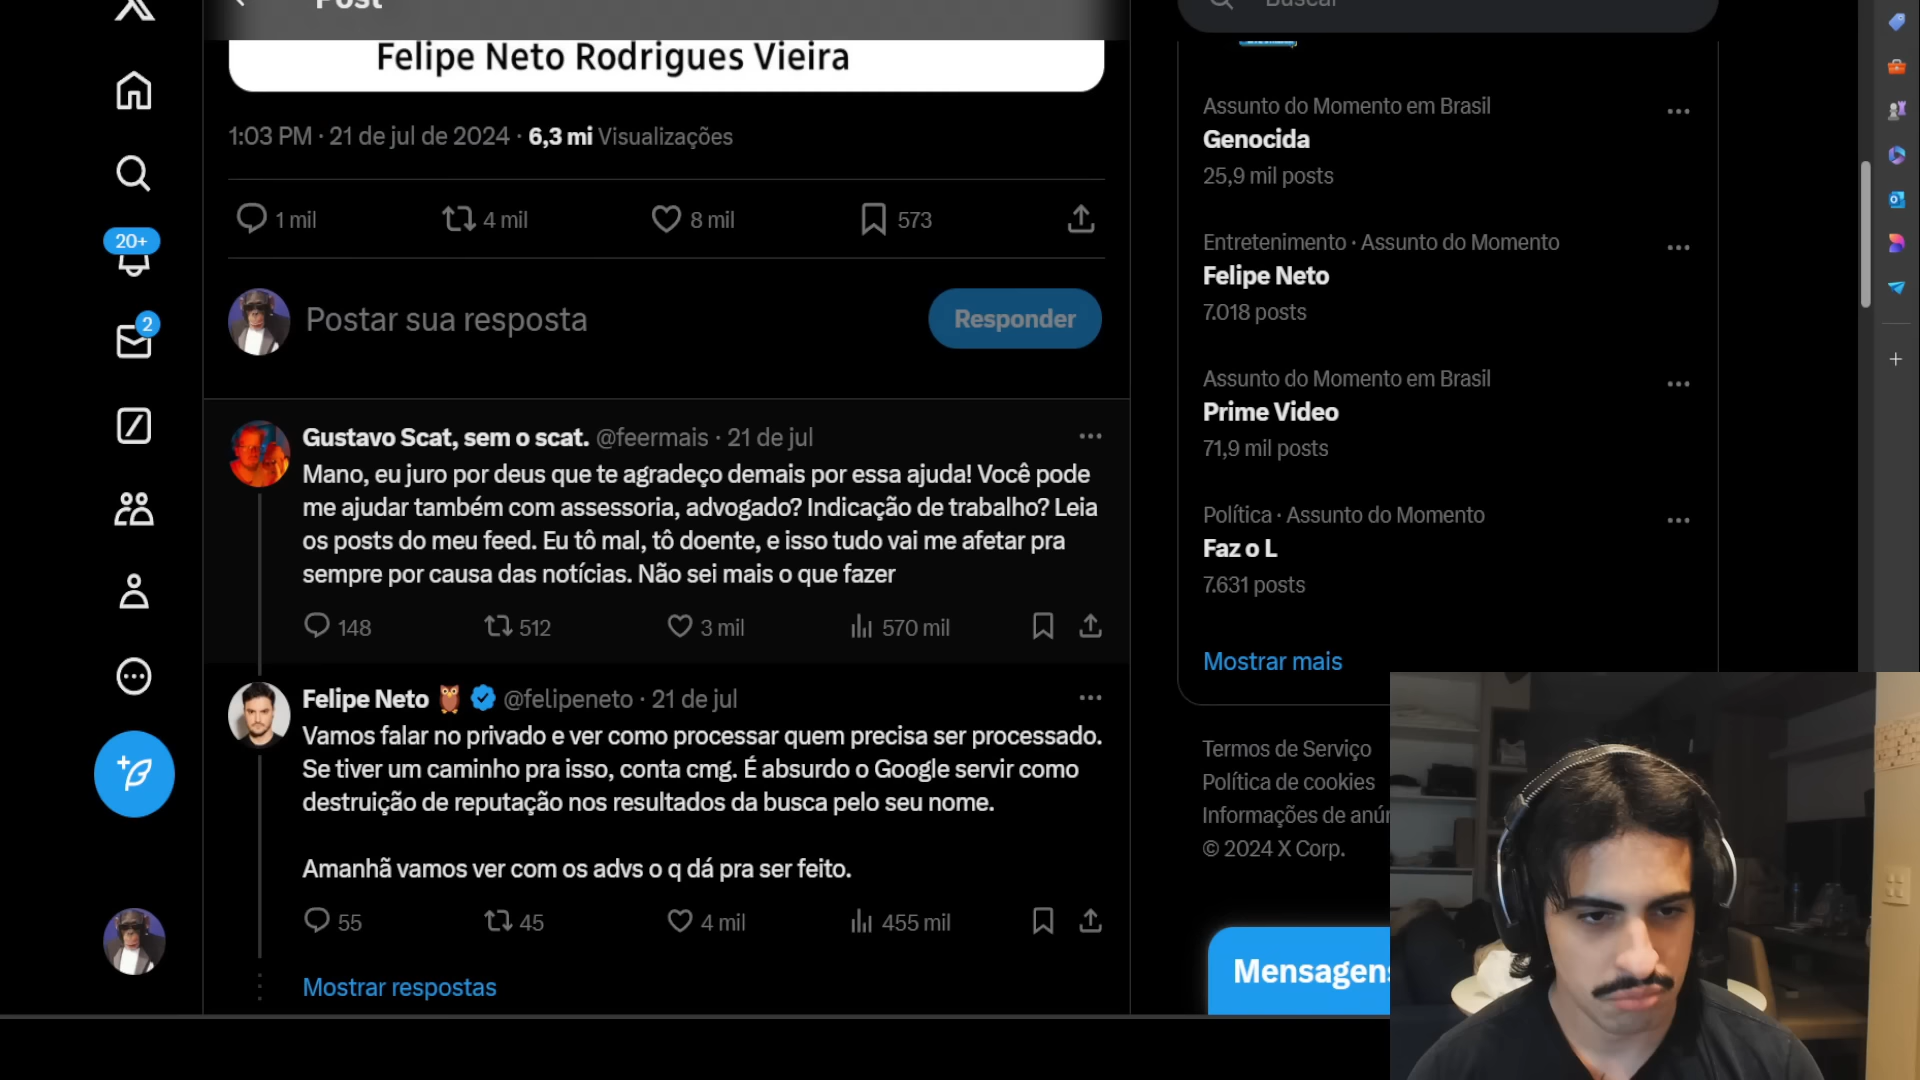 Post
Felipe Neto Rodrigues Vieira
1:03 PM · 21 de jul de 2024 · 6,3 mi Visualizações
1 mil
4 mil
8 mil
573
Postar sua resposta
Responder
Gustavo Scat, sem o scat. @feermais · 21 de jul
Mano, eu juro por deus que te agradeço demais por essa ajuda! Você pode
me ajudar também com assessoria, advogado? Indicação de trabalho? Leia
os posts do meu feed. Eu tô mal, tô doente, e isso tudo vai me afetar pra
sempre por causa das notícias. Não sei mais o que fazer
148
512
3 mil
570 mil
Felipe Neto 🦉 @felipeneto · 21 de jul
Vamos falar no privado e ver como processar quem precisa ser processado.
Se tiver um caminho pra isso, conta cmg. É absurdo o Google servir como
destruição de reputação nos resultados da busca pelo seu nome.
Amanhã vamos ver com os advs o q dá pra ser feito.
55
45
4 mil
455 mil
Mostrar respostas
20+
2
Buscar
Assunto do Momento em Brasil
Genocida
25,9 mil posts
Entretenimento · Assunto do Momento
Felipe Neto
7.018 posts
Assunto do Momento em Brasil
Prime Video
71,9 mil posts
Política · Assunto do Momento
Faz o L
7.631 posts
Mostrar mais
Termos de Serviço
Política de cookies
Informações de anún
© 2024 X Corp.
Mensagens